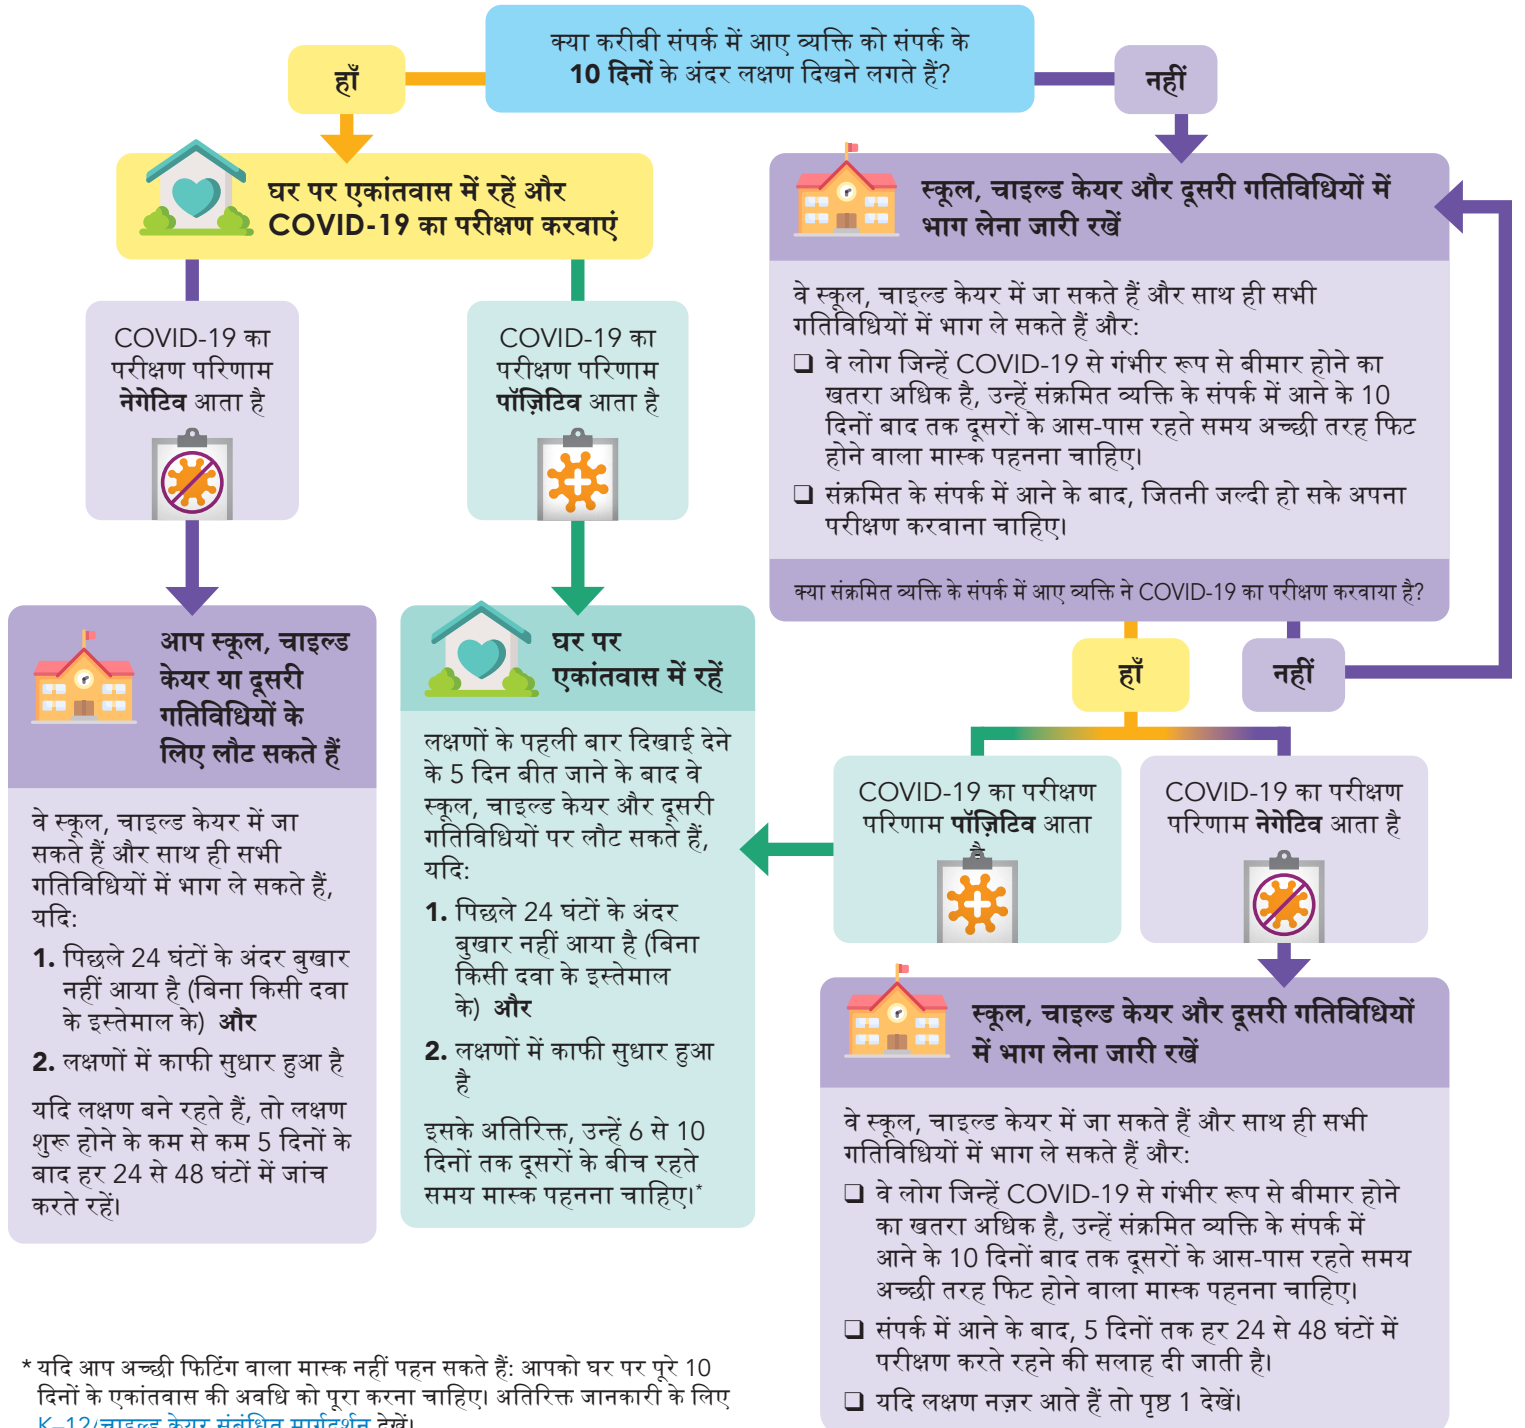 क्या करीबी संपर्क में आए व्यक्ति को संपर्क के
10 दिनों के अंदर लक्षण दिखने लगते हैं?
हाँ
नहीं
घर पर एकांतवास में रहें और
COVID-19 का परीक्षण करवाएं
COVID-19 का
परीक्षण परिणाम
नेगेटिव आता है
COVID-19 का
परीक्षण परिणाम
पॉज़िटिव आता है
स्कूल, चाइल्ड केयर और दूसरी गतिविधियों में
भाग लेना जारी रखें
वे स्कूल, चाइल्ड केयर में जा सकते हैं और साथ ही सभी
गतिविधियों में भाग ले सकते हैं और:
❑ वे लोग जिन्हें COVID-19 से गंभीर रूप से बीमार होने का
खतरा अधिक है, उन्हें संक्रमित व्यक्ति के संपर्क में आने के 10
दिनों बाद तक दूसरों के आस-पास रहते समय अच्छी तरह फिट
होने वाला मास्क पहनना चाहिए।
❑ संक्रमित के संपर्क में आने के बाद, जितनी जल्दी हो सके अपना
परीक्षण करवाना चाहिए।
क्या संक्रमित व्यक्ति के संपर्क में आए व्यक्ति ने COVID-19 का परीक्षण करवाया है?
हाँ
नहीं
आप स्कूल, चाइल्ड
केयर या दूसरी
गतिविधियों के
लिए लौट सकते हैं
वे स्कूल, चाइल्ड केयर में जा
सकते हैं और साथ ही सभी
गतिविधियों में भाग ले सकते हैं,
यदि:
1. पिछले 24 घंटों के अंदर बुखार
नहीं आया है (बिना किसी दवा
के इस्तेमाल के) और
2. लक्षणों में काफी सुधार हुआ है
यदि लक्षण बने रहते हैं, तो लक्षण
शुरू होने के कम से कम 5 दिनों के
बाद हर 24 से 48 घंटों में जांच
करते रहें।
घर पर
एकांतवास में रहें
लक्षणों के पहली बार दिखाई देने
के 5 दिन बीत जाने के बाद वे
स्कूल, चाइल्ड केयर और दूसरी
गतिविधियों पर लौट सकते हैं,
यदि:
1. पिछले 24 घंटों के अंदर
बुखार नहीं आया है (बिना
किसी दवा के इस्तेमाल
के) और
2. लक्षणों में काफी सुधार हुआ
है
इसके अतिरिक्त, उन्हें 6 से 10
दिनों तक दूसरों के बीच रहते
समय मास्क पहनना चाहिए।*
COVID-19 का परीक्षण
परिणाम पॉज़िटिव आता
है
COVID-19 का परीक्षण
परिणाम नेगेटिव आता है
स्कूल, चाइल्ड केयर और दूसरी गतिविधियों
में भाग लेना जारी रखें
वे स्कूल, चाइल्ड केयर में जा सकते हैं और साथ ही सभी
गतिविधियों में भाग ले सकते हैं और:
❑ वे लोग जिन्हें COVID-19 से गंभीर रूप से बीमार होने
का खतरा अधिक है, उन्हें संक्रमित व्यक्ति के संपर्क में
आने के 10 दिनों बाद तक दूसरों के आस-पास रहते समय
अच्छी तरह फिट होने वाला मास्क पहनना चाहिए।
❑ संपर्क में आने के बाद, 5 दिनों तक हर 24 से 48 घंटों में
परीक्षण करते रहने की सलाह दी जाती है।
❑ यदि लक्षण नज़र आते हैं तो पृष्ठ 1 देखें।
* यदि आप अच्छी फिटिंग वाला मास्क नहीं पहन सकते हैं: आपको घर पर पूरे 10
दिनों के एकांतवास की अवधि को पूरा करना चाहिए। अतिरिक्त जानकारी के लिए
K–12/चाइल्ड केयर संबंधित मार्गदर्शन देखें।